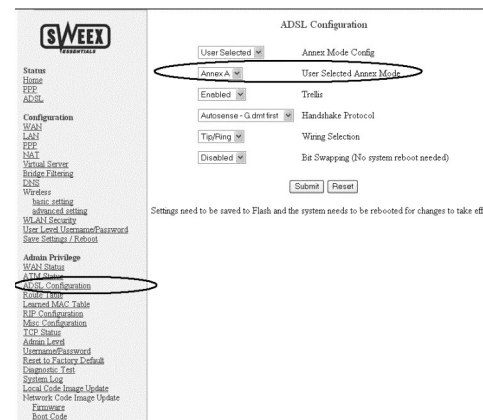 SWEEX
ESSENTIALS
Status
Home
PPP
ADSL
Configuration
WAN
LAN
PPP
NAT
Virtual Server
Bridge Filtering
DNS
Wireless
basic setting
advanced setting
WLAN Security
User Level Username/Password
Save Settings / Reboot
Admin Privilege
WAN Status
ATM Status
ADSL Configuration
Route Table
Learned MAC Table
RIP Configuration
Misc Configuration
TCP Status
Admin Level
Username/Password
Reset to Factory Default
Diagnostic Test
System Log
Local Code Image Update
Network Code Image Update
Firmware
Boot Code
ADSL Configuration
User Selected Annex Mode Config
Annex A User Selected Annex Mode
Enabled Trellis
Autosense - G.dmt first Handshake Protocol
Tip/Ring Wiring Selection
Disabled Bit Swapping (No system reboot needed)
Submit Reset
Settings need to be saved to Flash and the system needs to be rebooted for changes to take eff